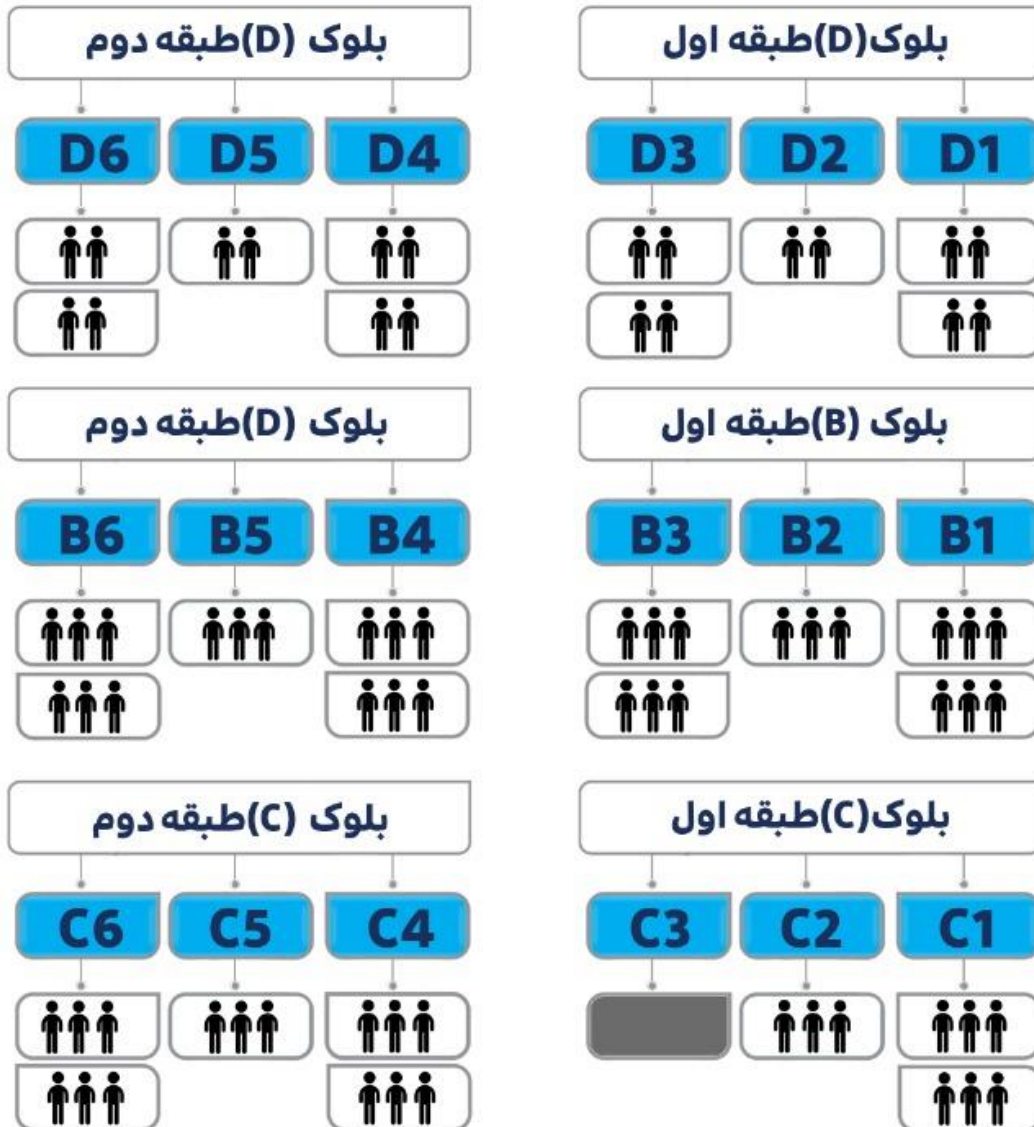 بلوک(D)طبقه اول
D1
D2
D3
بلوک (D)طبقه دوم
D4
D5
D6
بلوک (B)طبقه اول
B1
B2
B3
بلوک (D)طبقه دوم
B4
B5
B6
بلوک(C)طبقه اول
C1
C2
C3
بلوک (C)طبقه دوم
C4
C5
C6